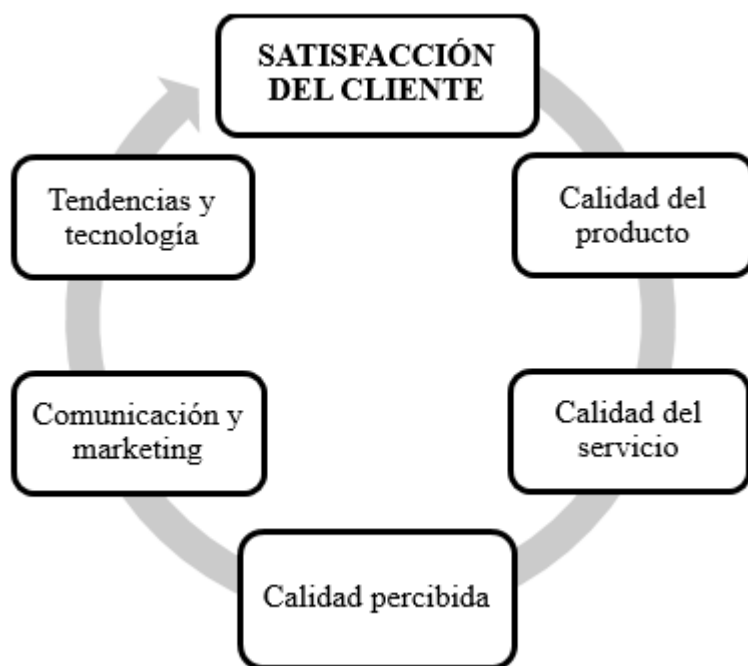 SATISFACCIÓN
DEL CLIENTE
Calidad del
producto
Calidad del
servicio
Calidad percibida
Comunicación y
marketing
Tendencias y
tecnología